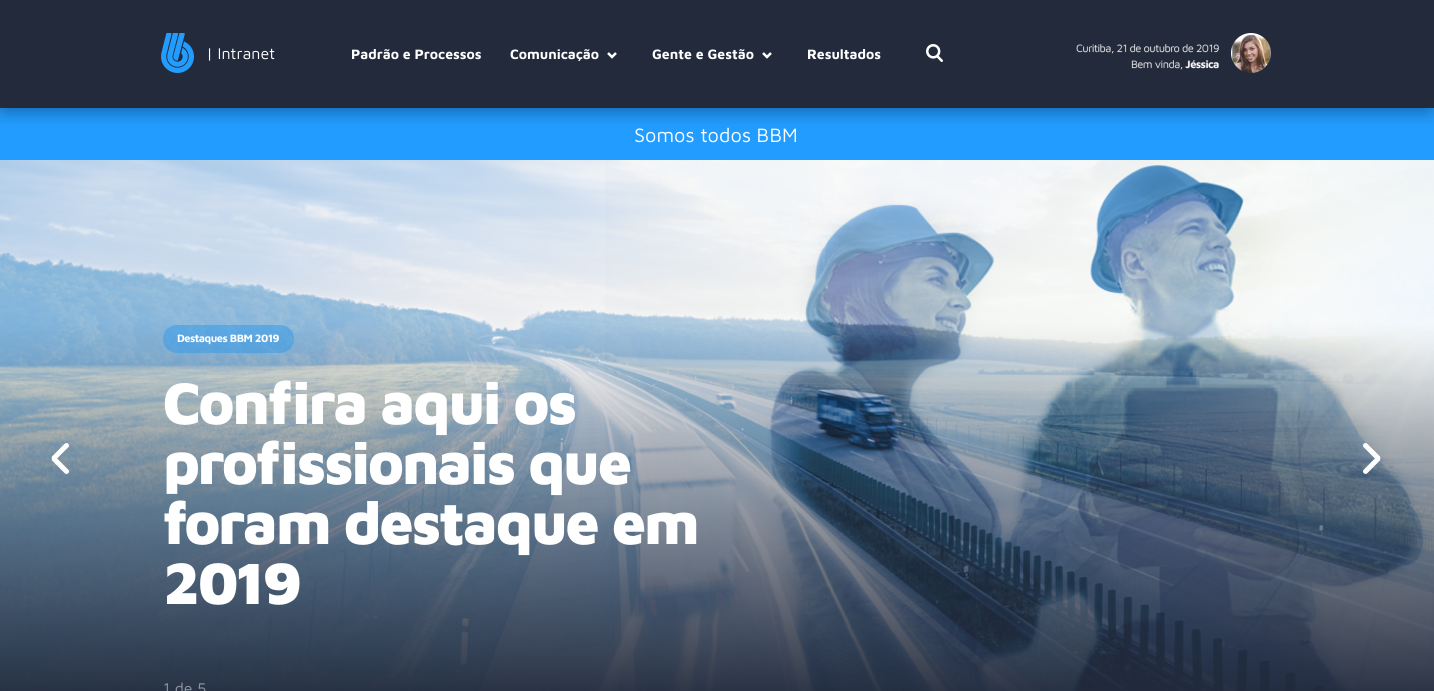 | Intranet
Padrão e Processos
Comunicação
Gente e Gestão
Resultados
Curitiba, 21 de outubro de 2019
Bem vinda, Jéssica
Somos todos BBM
Destaques BBM 2019
Confira aqui os
profissionais que
foram destaque em
2019
1 de 5